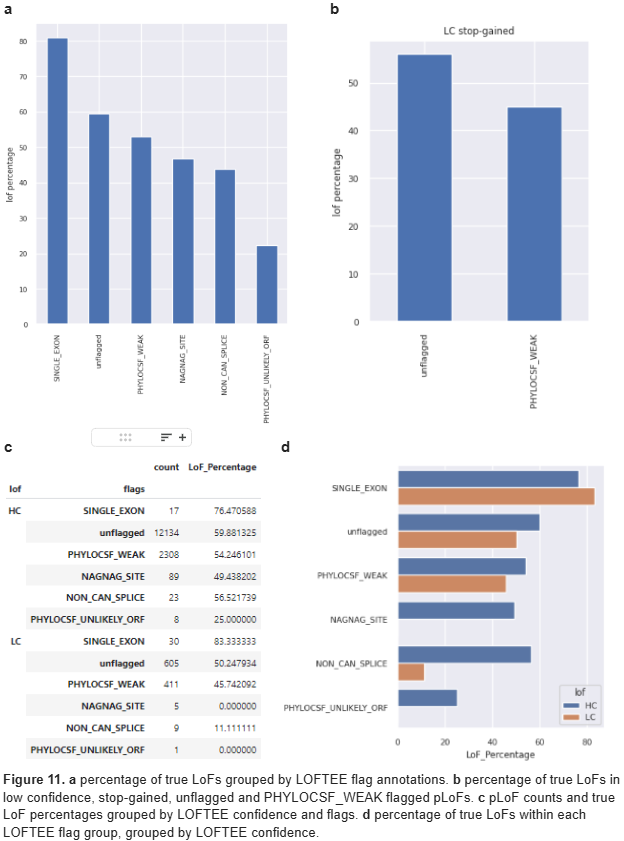 a
lof percentage
80
70
60
50
40
30
20
10
0
SINGLE_EXON
unflagged
PHYLOCSF_WEAK
NAGNAG_SITE
NON_CAN_SPLICE
PHYLOCSF_UNLIKELY_ORF
b
LC stop-gained
lof percentage
50
40
30
20
10
0
unflagged
PHYLOCSF_WEAK
c
count LoF_Percentage
lof flags
HC SINGLE_EXON 17 76.470588
unflagged 12134 59.881325
PHYLOCSF_WEAK 2308 54.246101
NAGNAG_SITE 89 49.438202
NON_CAN_SPLICE 23 56.521739
PHYLOCSF_UNLIKELY_ORF 8 25.000000
LC SINGLE_EXON 30 83.333333
unflagged 605 50.247934
PHYLOCSF_WEAK 411 45.742092
NAGNAG_SITE 5 0.000000
NON_CAN_SPLICE 9 11.111111
PHYLOCSF_UNLIKELY_ORF 1 0.000000
d
SINGLE_EXON
unflagged
PHYLOCSF_WEAK
NAGNAG_SITE
NON_CAN_SPLICE
PHYLOCSF_UNLIKELY_ORF
lof
HC
LC
0 20 40 60 80
LoF_Percentage
Figure 11. a percentage of true LoFs grouped by LOFTEE flag annotations. b percentage of true LoFs in
low confidence, stop-gained, unflagged and PHYLOCSF_WEAK flagged pLoFs. c pLoF counts and true
LoF percentages grouped by LOFTEE confidence and flags. d percentage of true LoFs within each
LOFTEE flag group, grouped by LOFTEE confidence.